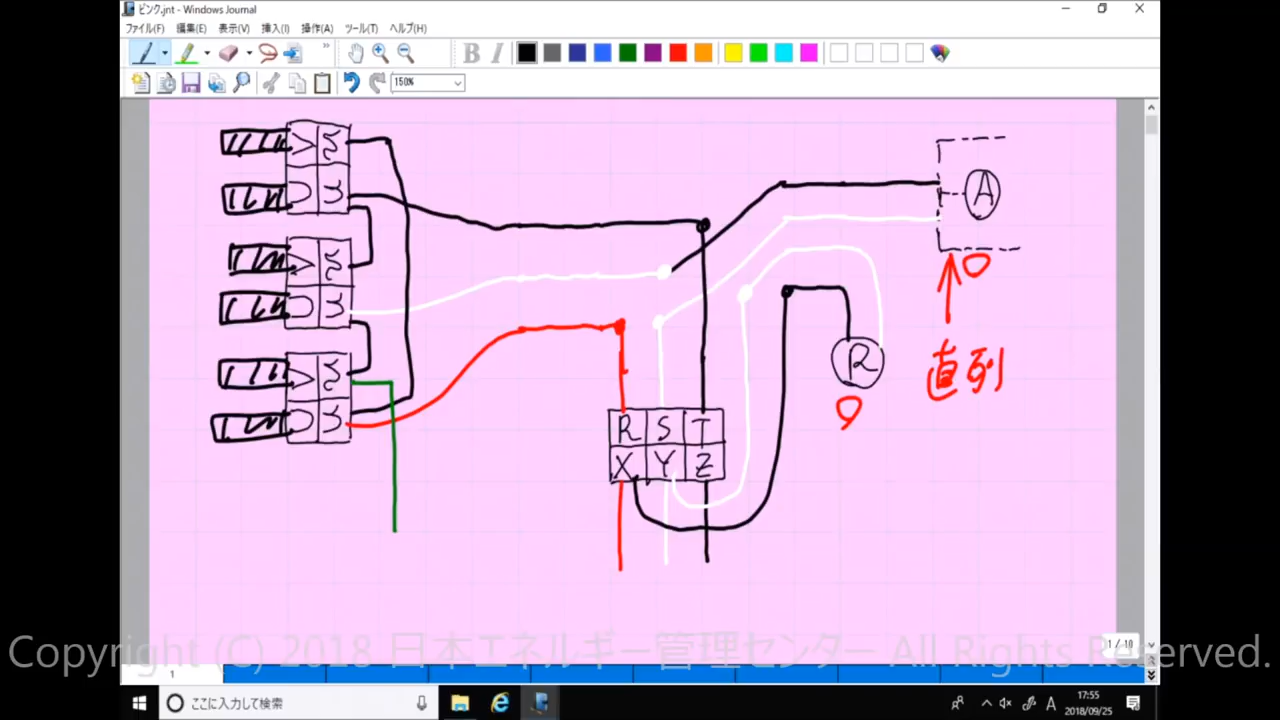 ピンク.jnt - Windows Journal
ファイル(F) 編集(E) 表示(V) 挿入(I) 操作(A) ツール(T) ヘルプ(H)
B I
150%
A
R
直列
R S T
X Y Z
1 / 40
Copyright (C) 2018 日本エネルギー管理センター All Rights Reserved.
1
ここに入力して検索
A
17:55
2018/09/25